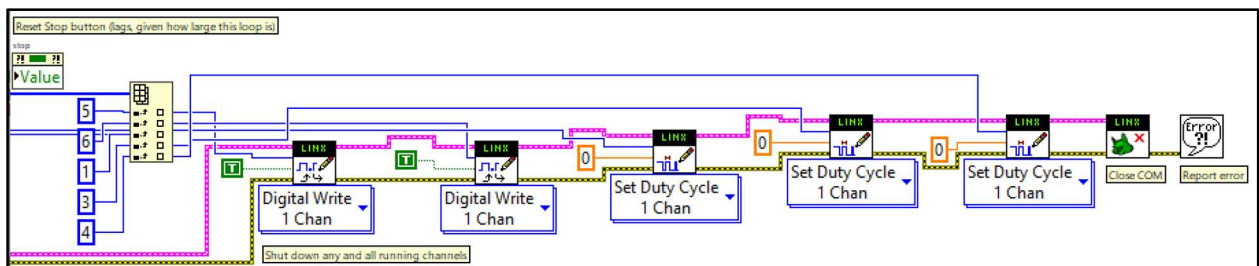 Reset Stop button (lags, given how large this loop is)
stop
?! ?!
Value
5
6
1
3
4
T
LINX
Digital Write
1 Chan
T
LINX
Digital Write
1 Chan
0
LINX
Set Duty Cycle
1 Chan
0
LINX
Set Duty Cycle
1 Chan
0
LINX
Set Duty Cycle
1 Chan
LINX
Close COM
Error
?!
Report error
Shut down any and all running channels